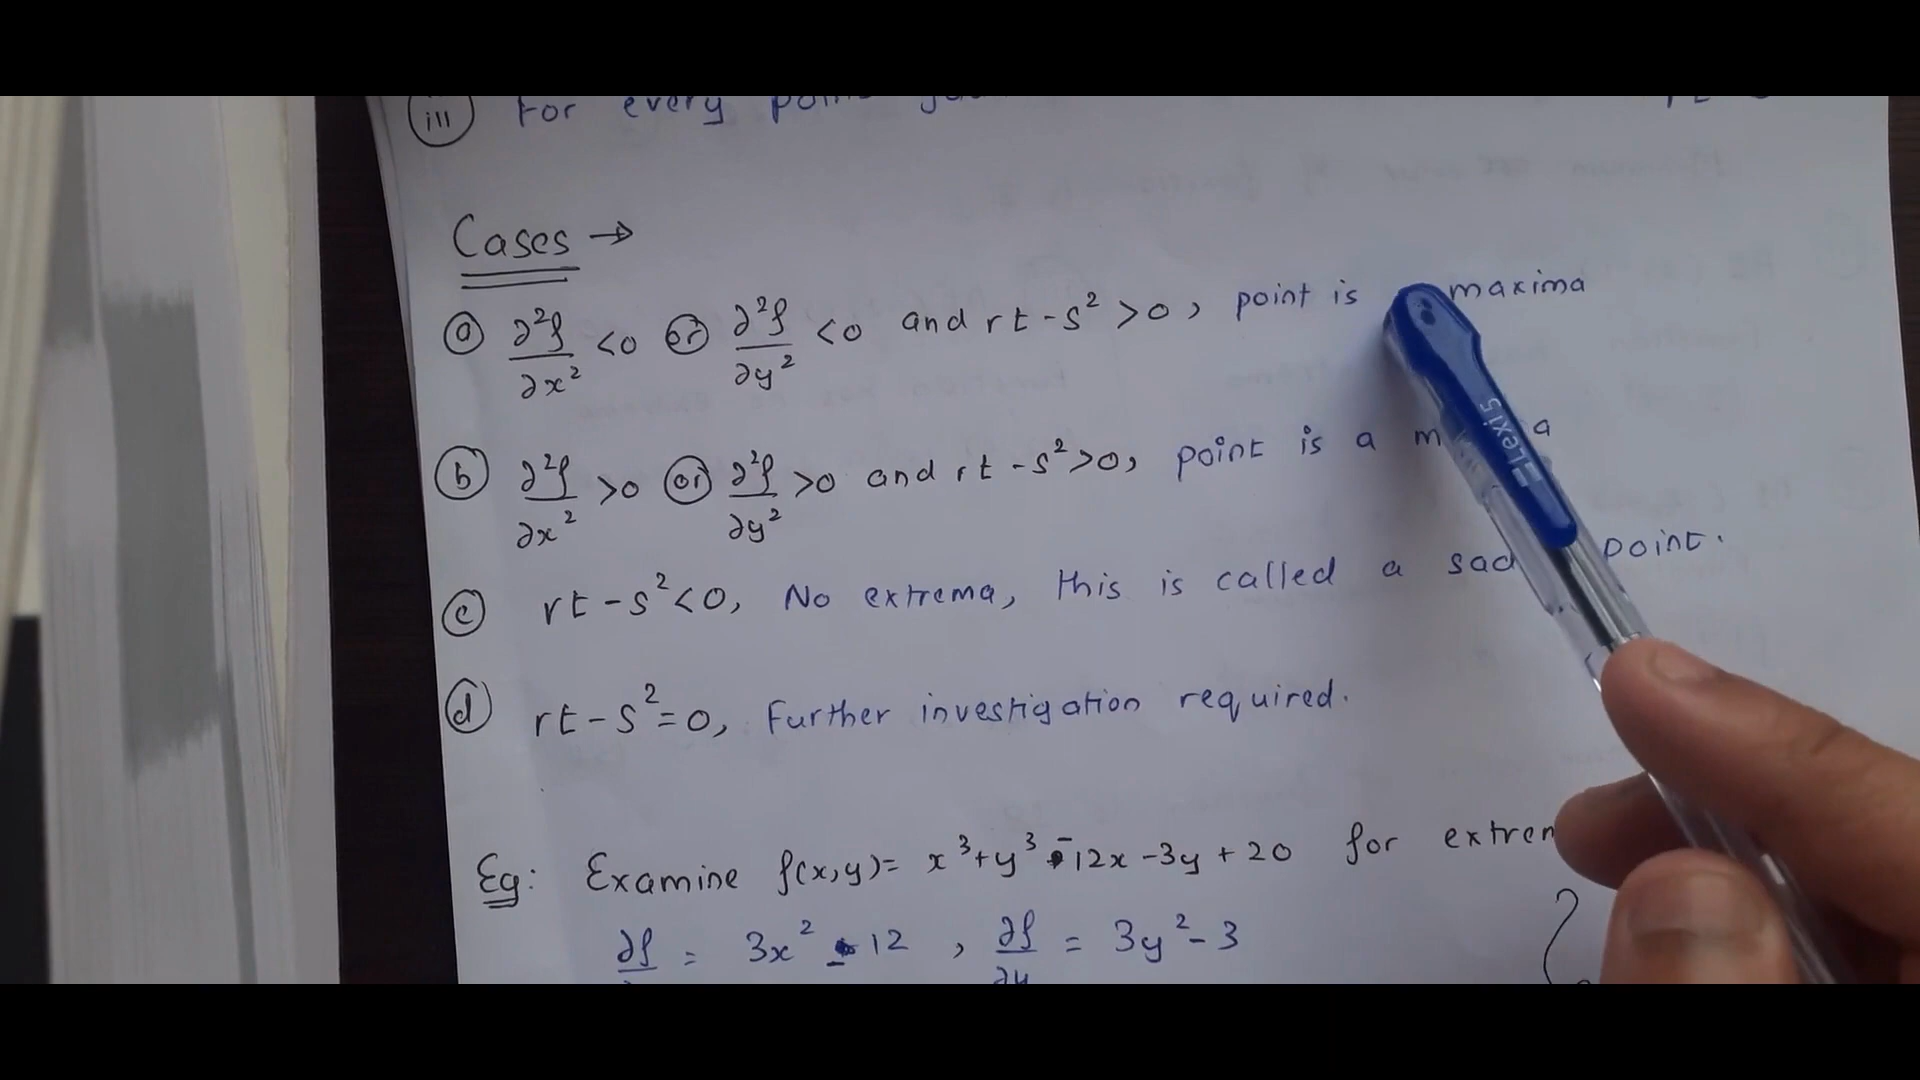 iii For every
Cases →
a ∂²f/∂x² <0 or ∂²f/∂y² <0 and rt - s² >0, point is maxima
b ∂²f/∂x² >0 or ∂²f/∂y² >0 and rt - s² >0, point is a
c rt - s² <0, No extrema, this is called a point.
d rt - s² = 0, Further investigation required.
Eg: Examine f(x,y)= x³+y³-12x-3y+20 for
∂f = 3x² - 12 , ∂f/∂y = 3y² - 3
Elexi 5